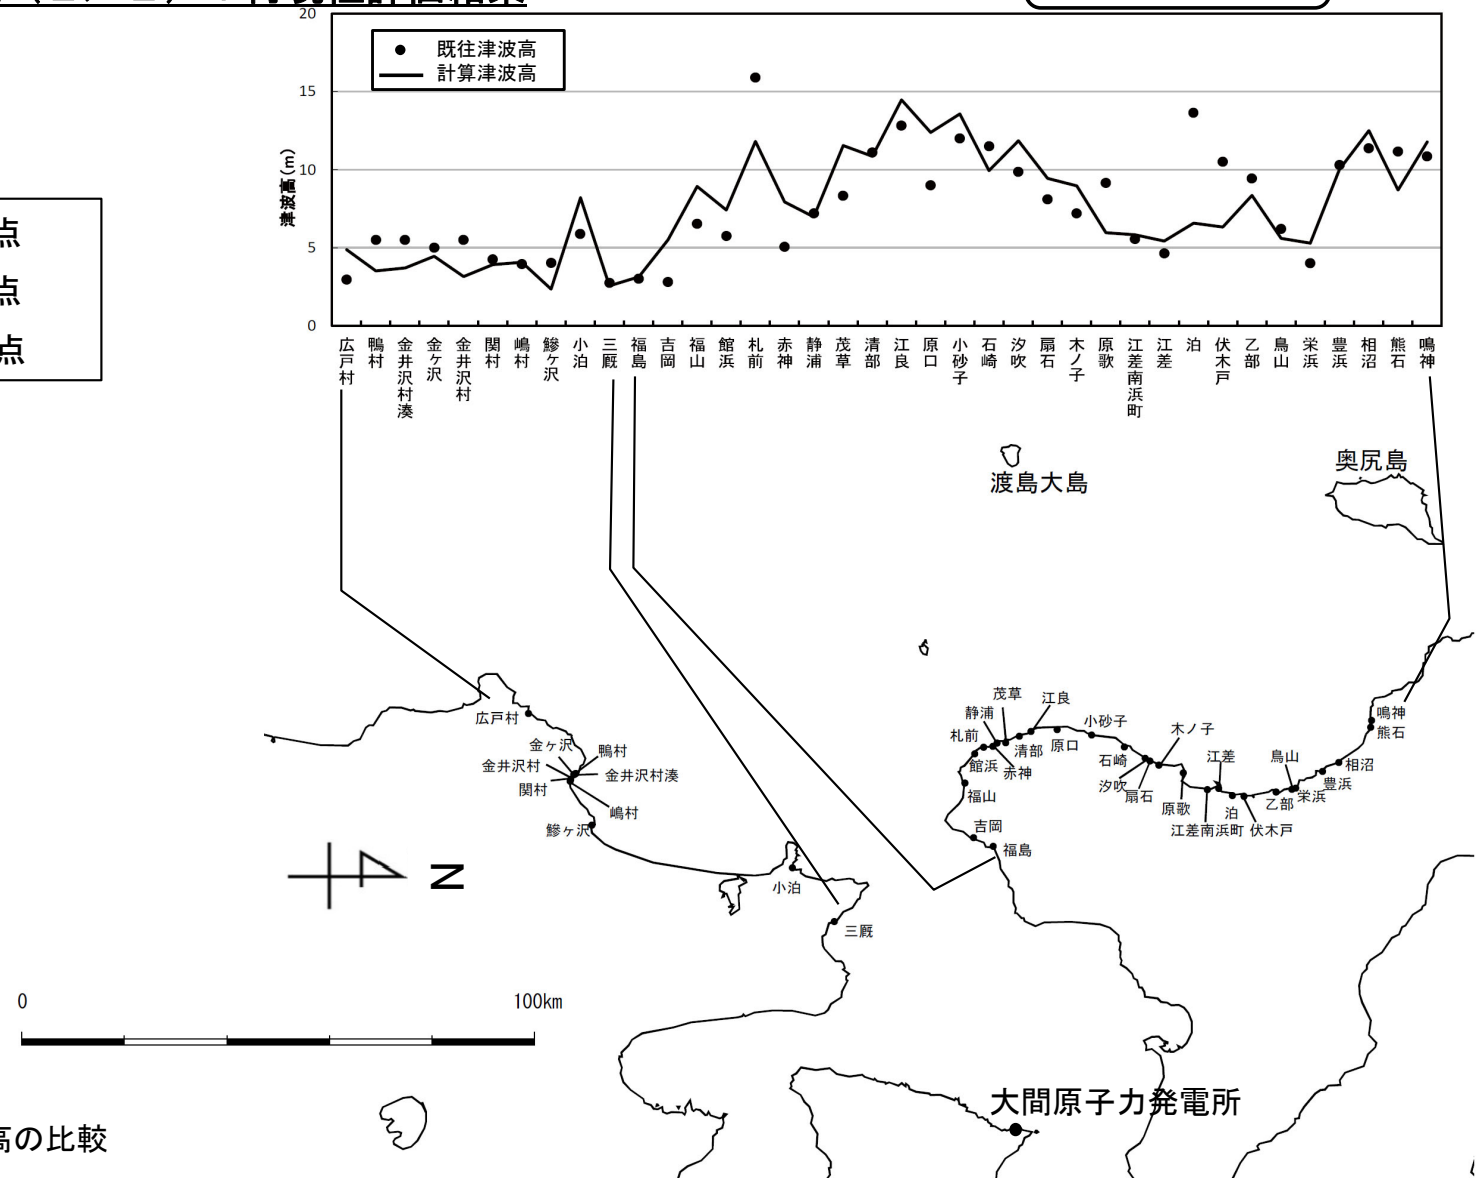 再現性評価結果
20
15
10
5
0
津波高(m)
既往津波高
計算津波高
点
点
点
広戸村
鴨村
金井沢村湊
金ヶ沢
金井沢村
関村
嶋村
鰺ヶ沢
小泊
三厩
福島
吉岡
福山
館浜
札前
赤神
静浦
茂草
清部
江良
原口
小砂子
石崎
汐吹
扇石
木ノ子
原歌
江差南浜町
江差
泊
伏木戸
乙部
鳥山
栄浜
豊浜
相沼
熊石
鳴神
渡島大島
奥尻島
広戸村
金ヶ沢
鴨村
金井沢村
金井沢村湊
関村
嶋村
鰺ヶ沢
小泊
三厩
茂草
江良
静浦
小砂子
札前
清部
原口
木ノ子
館浜
赤神
石崎
江差
鳥山
鳴神
熊石
相沼
豊浜
汐吹
扇石
福山
原歌
泊
乙部
栄浜
吉岡
江差南浜町
伏木戸
福島
N
0
100km
高の比較
大間原子力発電所